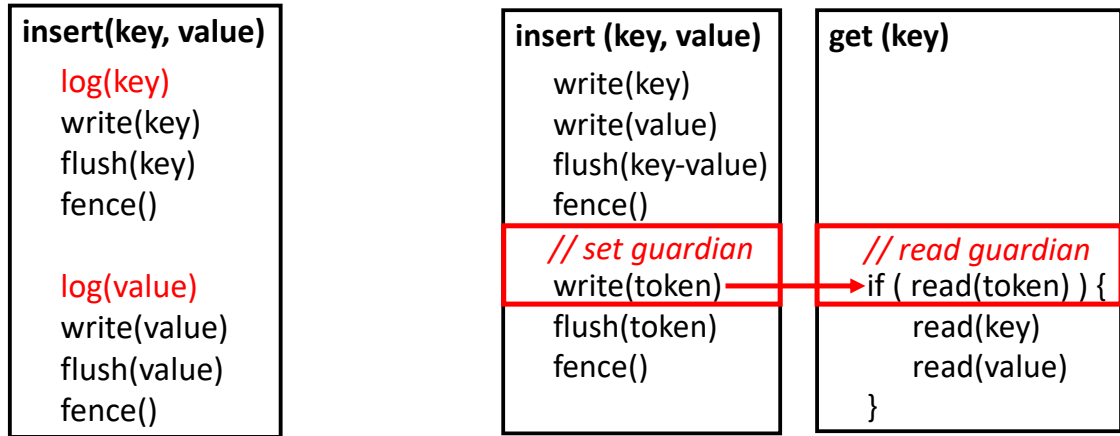 insert(key, value)
log(key)
write(key)
flush(key)
fence()
log(value)
write(value)
flush(value)
fence()
insert (key, value)
write(key)
write(value)
flush(key-value)
fence()
// set guardian
write(token)
flush(token)
fence()
get (key)
// read guardian
if ( read(token) ) {
read(key)
read(value)
}